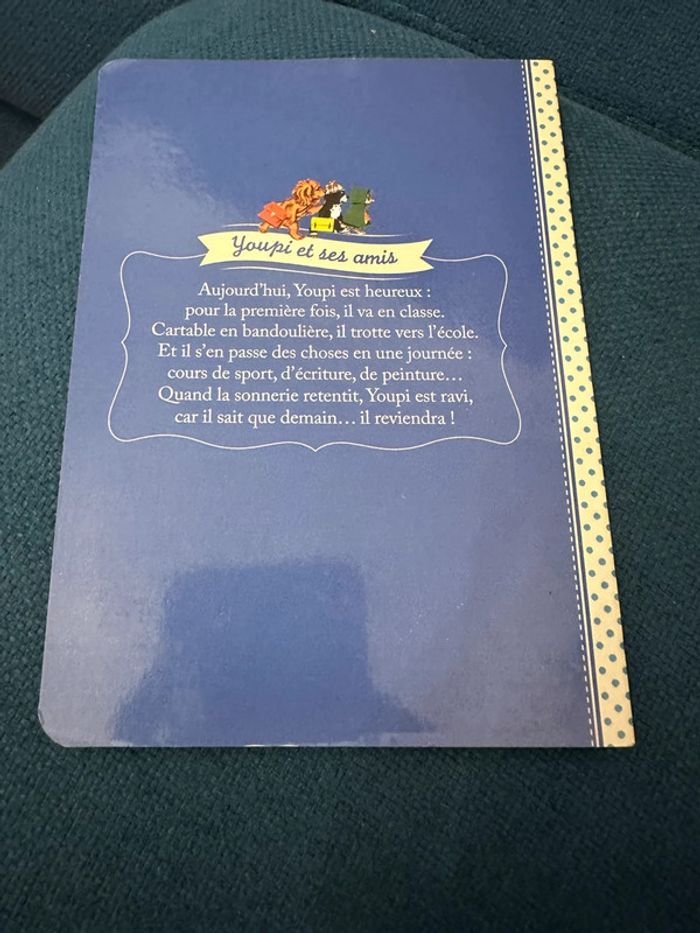 Youpi et ses amis
Aujourd'hui, Youpi est heureux :
pour la première fois, il va en classe.
Cartable en bandoulière, il trotte vers l'école.
Et il s'en passe des choses en une journée :
cours de sport, d'écriture, de peinture…
Quand la sonnerie retentit, Youpi est ravi,
car il sait que demain… il reviendra !